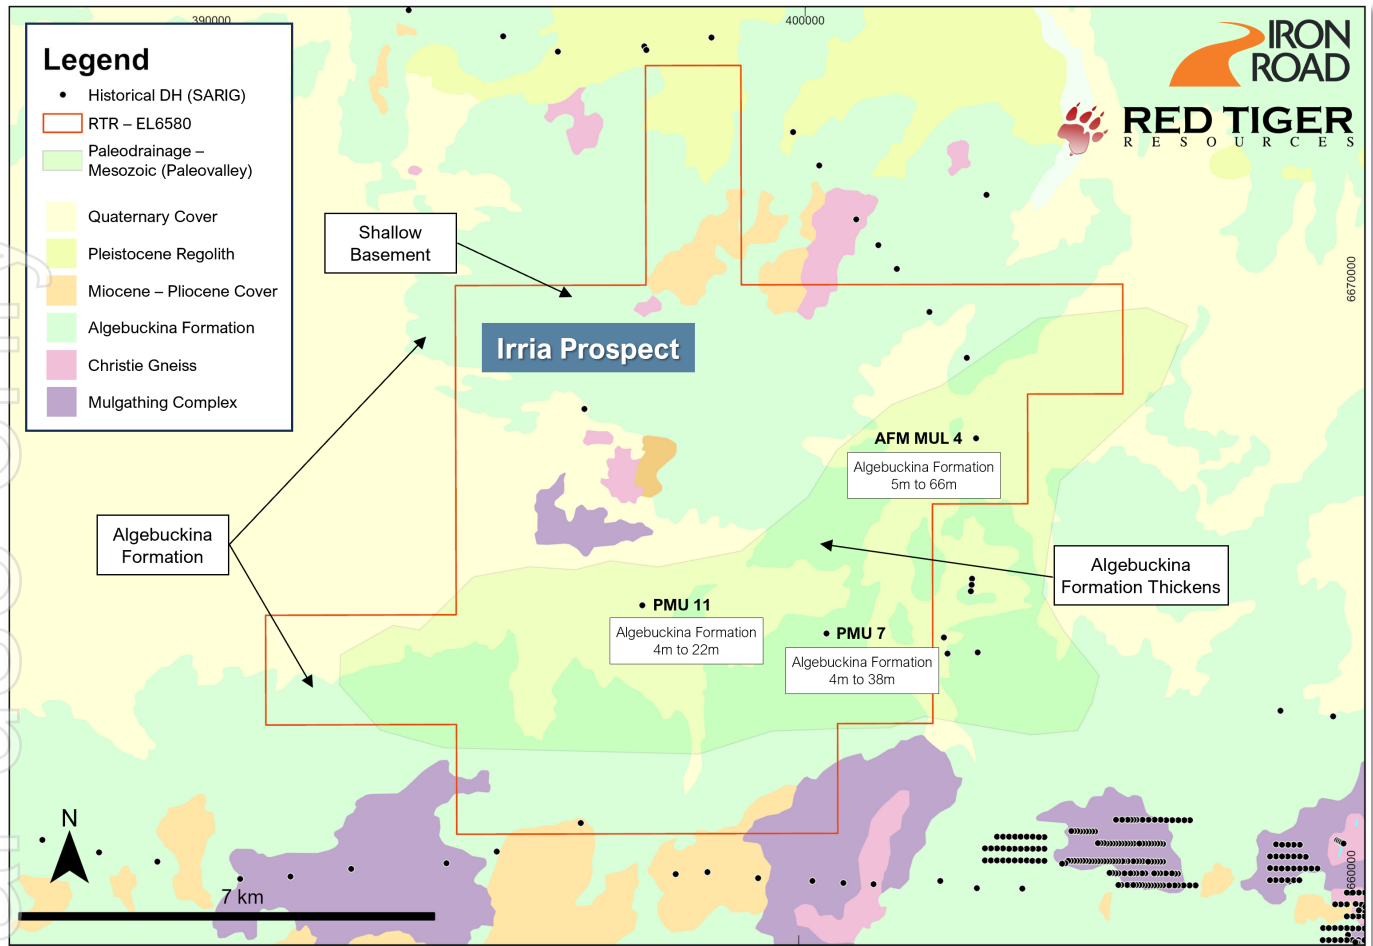 390000
400000
Legend
Historical DH (SARIG)
RTR – EL6580
Paleodrainage –
Mesozoic (Paleovalley)
Quaternary Cover
Pleistocene Regolith
Miocene – Pliocene Cover
Algebuckina Formation
Christie Gneiss
Mulgathing Complex
IRON
ROAD
RED TIGER
RESOURCES
Shallow
Basement
6670000
Irria Prospect
AFM MUL 4
Algebuckina Formation
5m to 66m
Algebuckina
Formation
Algebuckina
Formation Thickens
PMU 11
Algebuckina Formation
4m to 22m
PMU 7
Algebuckina Formation
4m to 38m
N
7 km
6660000